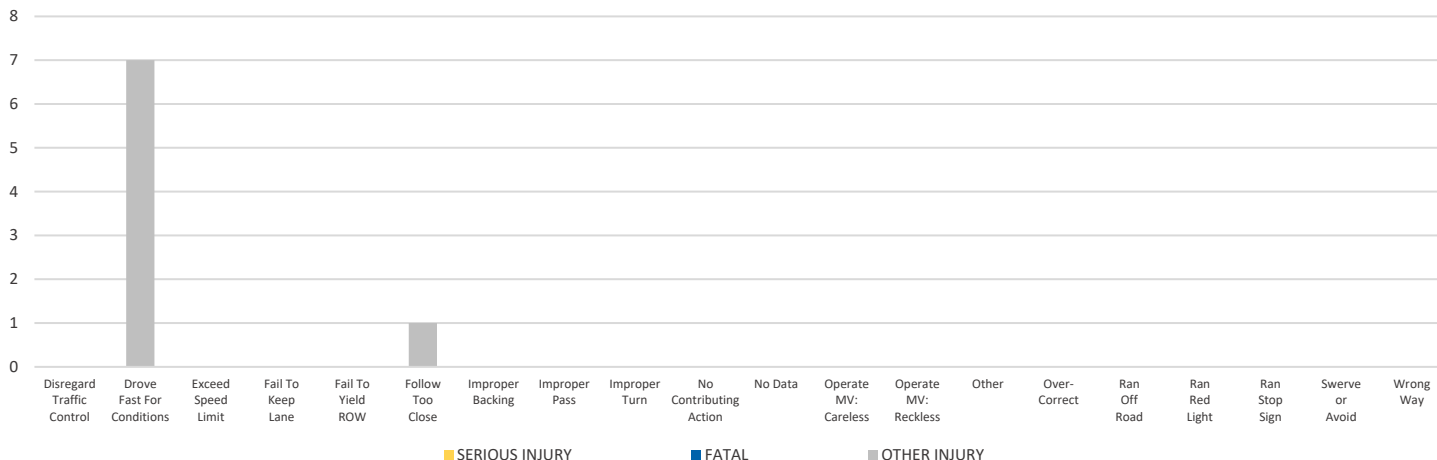 8
7
6
5
4
3
2
1
0
Disregard
Traffic
Control
Drove
Fast For
Conditions
Exceed
Speed
Limit
Fail To
Keep
Lane
Fail To
Yield
ROW
Follow
Too
Close
Improper
Backing
Improper
Pass
Improper
Turn
No
Contributing
Action
No Data
Operate
MV:
Careless
Operate
MV:
Reckless
Other
Over-
Correct
Ran
Off
Road
Ran
Red
Light
Ran
Stop
Sign
Swerve
or
Avoid
Wrong
Way
SERIOUS INJURY
FATAL
OTHER INJURY